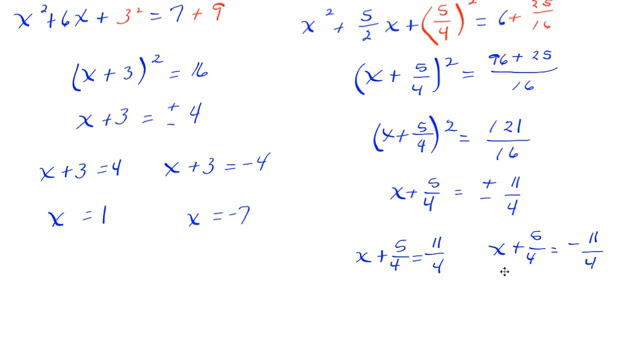 x² + 6x + 3² = 7 + 9
(x + 3)² = 16
x + 3 = ± 4
x + 3 = 4    x + 3 = -4
x = 1    x = -7
x² + 5/2 x + (5/4)² = 6 + 25/16
(x + 5/4)² = (96 + 25)/16
(x + 5/4)² = 121/16
x + 5/4 = ± 11/4
x + 5/4 = 11/4    x + 5/4 = - 11/4